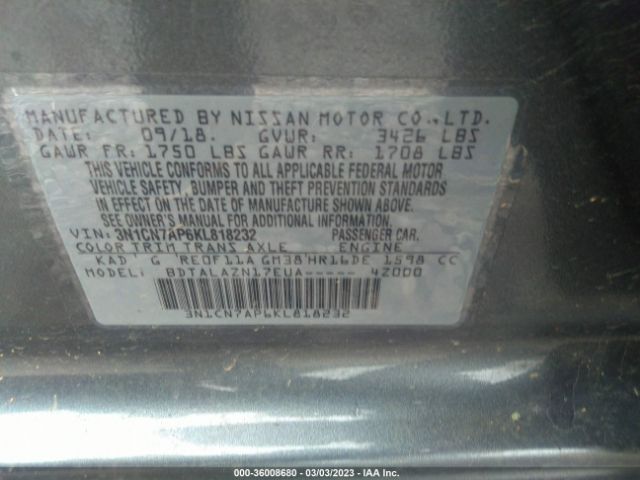 MANUFACTURED BY NISSAN MOTOR CO.,LTD.
DATE: 09/18. GVWR: 3426 LBS
GAWR FR: 1750 LBS GAWR RR: 1708 LBS
THIS VEHICLE CONFORMS TO ALL APPLICABLE FEDERAL MOTOR
VEHICLE SAFETY, BUMPER AND THEFT PREVENTION STANDARDS
IN EFFECT ON THE DATE OF MANUFACTURE SHOWN ABOVE.
SEE OWNER'S MANUAL FOR ADDITIONAL INFORMATION.
VIN: 3N1CN7AP6KL818232 PASSENGER CAR.
COLOR TRIM TRANS AXLE ENGINE
KAD G RE0F11A GM38 HR16DE 1598 CC
MODEL: BDTALAZN17EUA----- 4Z000
3N1CN7AP6KL818232
000-36008680 - 03/03/2023 - IAA Inc.